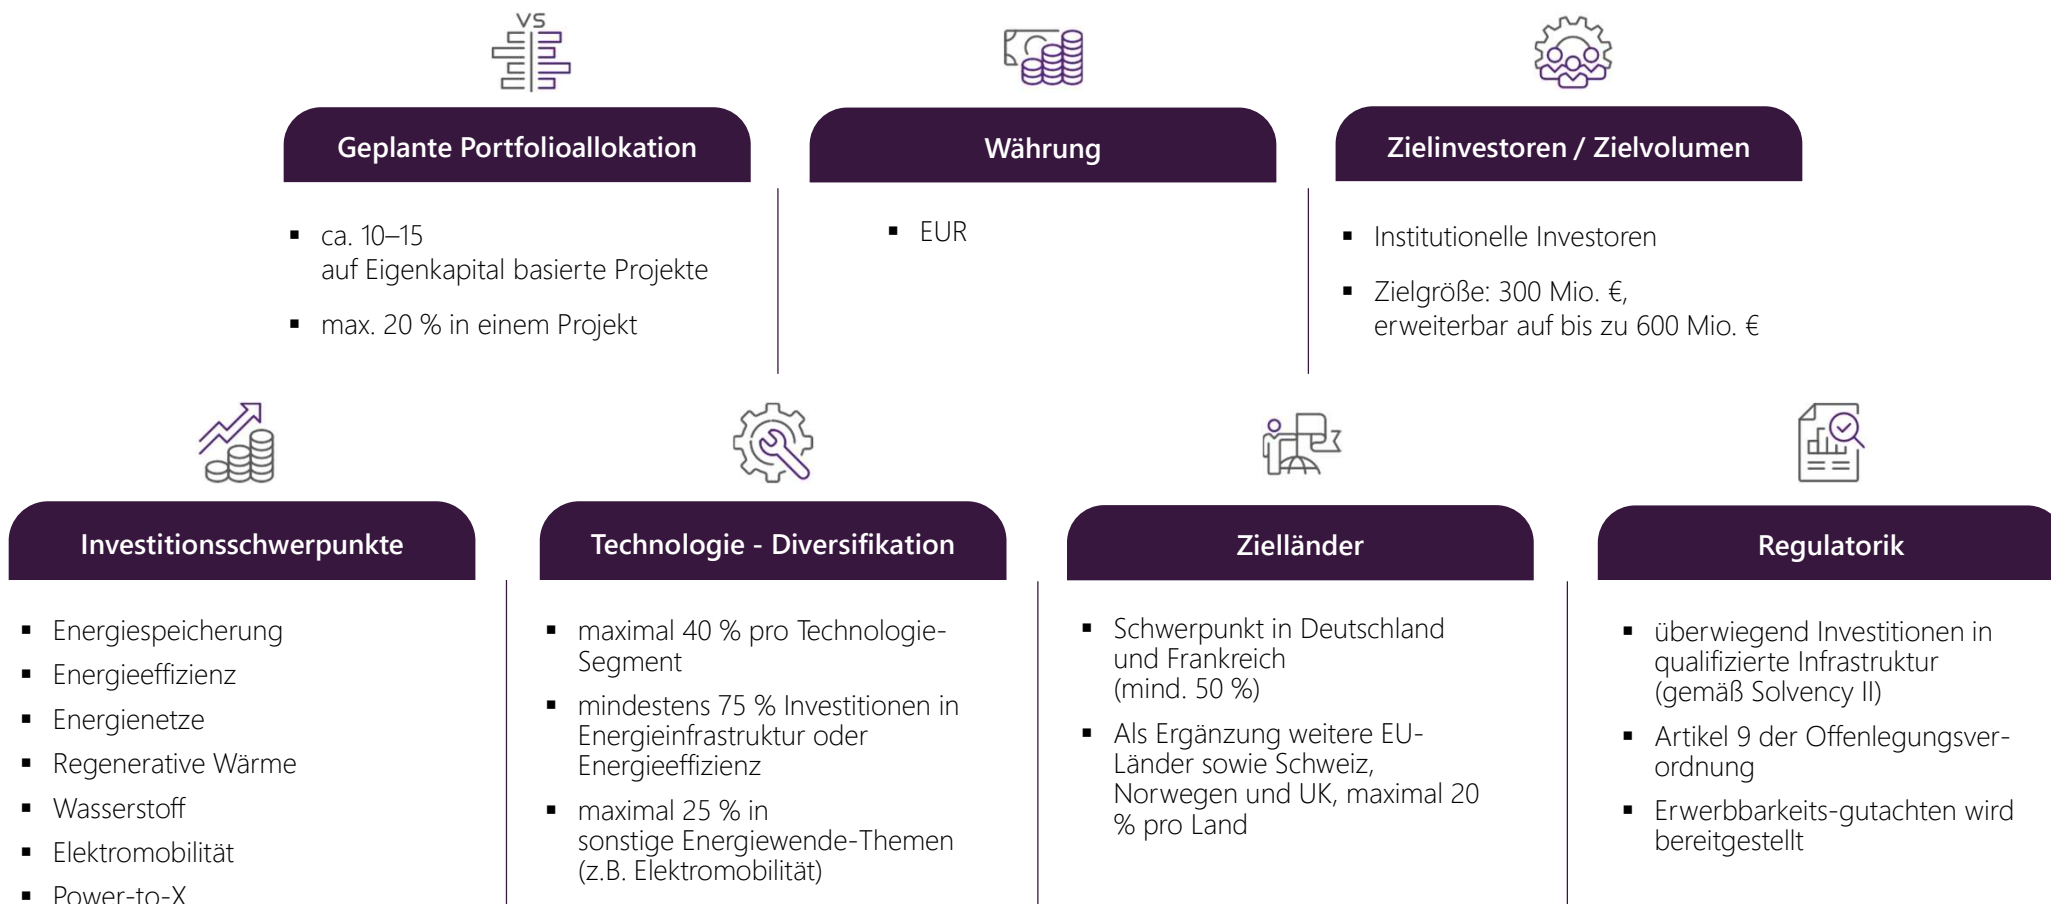 VS
Geplante Portfolioallokation
ca. 10–15
auf Eigenkapital basierte Projekte
max. 20 % in einem Projekt
Währung
EUR
Zielinvestoren / Zielvolumen
Institutionelle Investoren
Zielgröße: 300 Mio. €,
erweiterbar auf bis zu 600 Mio. €
Investitionsschwerpunkte
Energiespeicherung
Energieeffizienz
Energienetze
Regenerative Wärme
Wasserstoff
Elektromobilität
Power-to-X
Technologie - Diversifikation
maximal 40 % pro Technologie-
Segment
mindestens 75 % Investitionen in
Energieinfrastruktur oder
Energieeffizienz
maximal 25 % in
sonstige Energiewende-Themen
(z.B. Elektromobilität)
Zielländer
Schwerpunkt in Deutschland
und Frankreich
(mind. 50 %)
Als Ergänzung weitere EU-
Länder sowie Schweiz,
Norwegen und UK, maximal 20
% pro Land
Regulatorik
überwiegend Investitionen in
qualifizierte Infrastruktur
(gemäß Solvency II)
Artikel 9 der Offenlegungsver-
ordnung
Erwerbbarkeits-gutachten wird
bereitgestellt